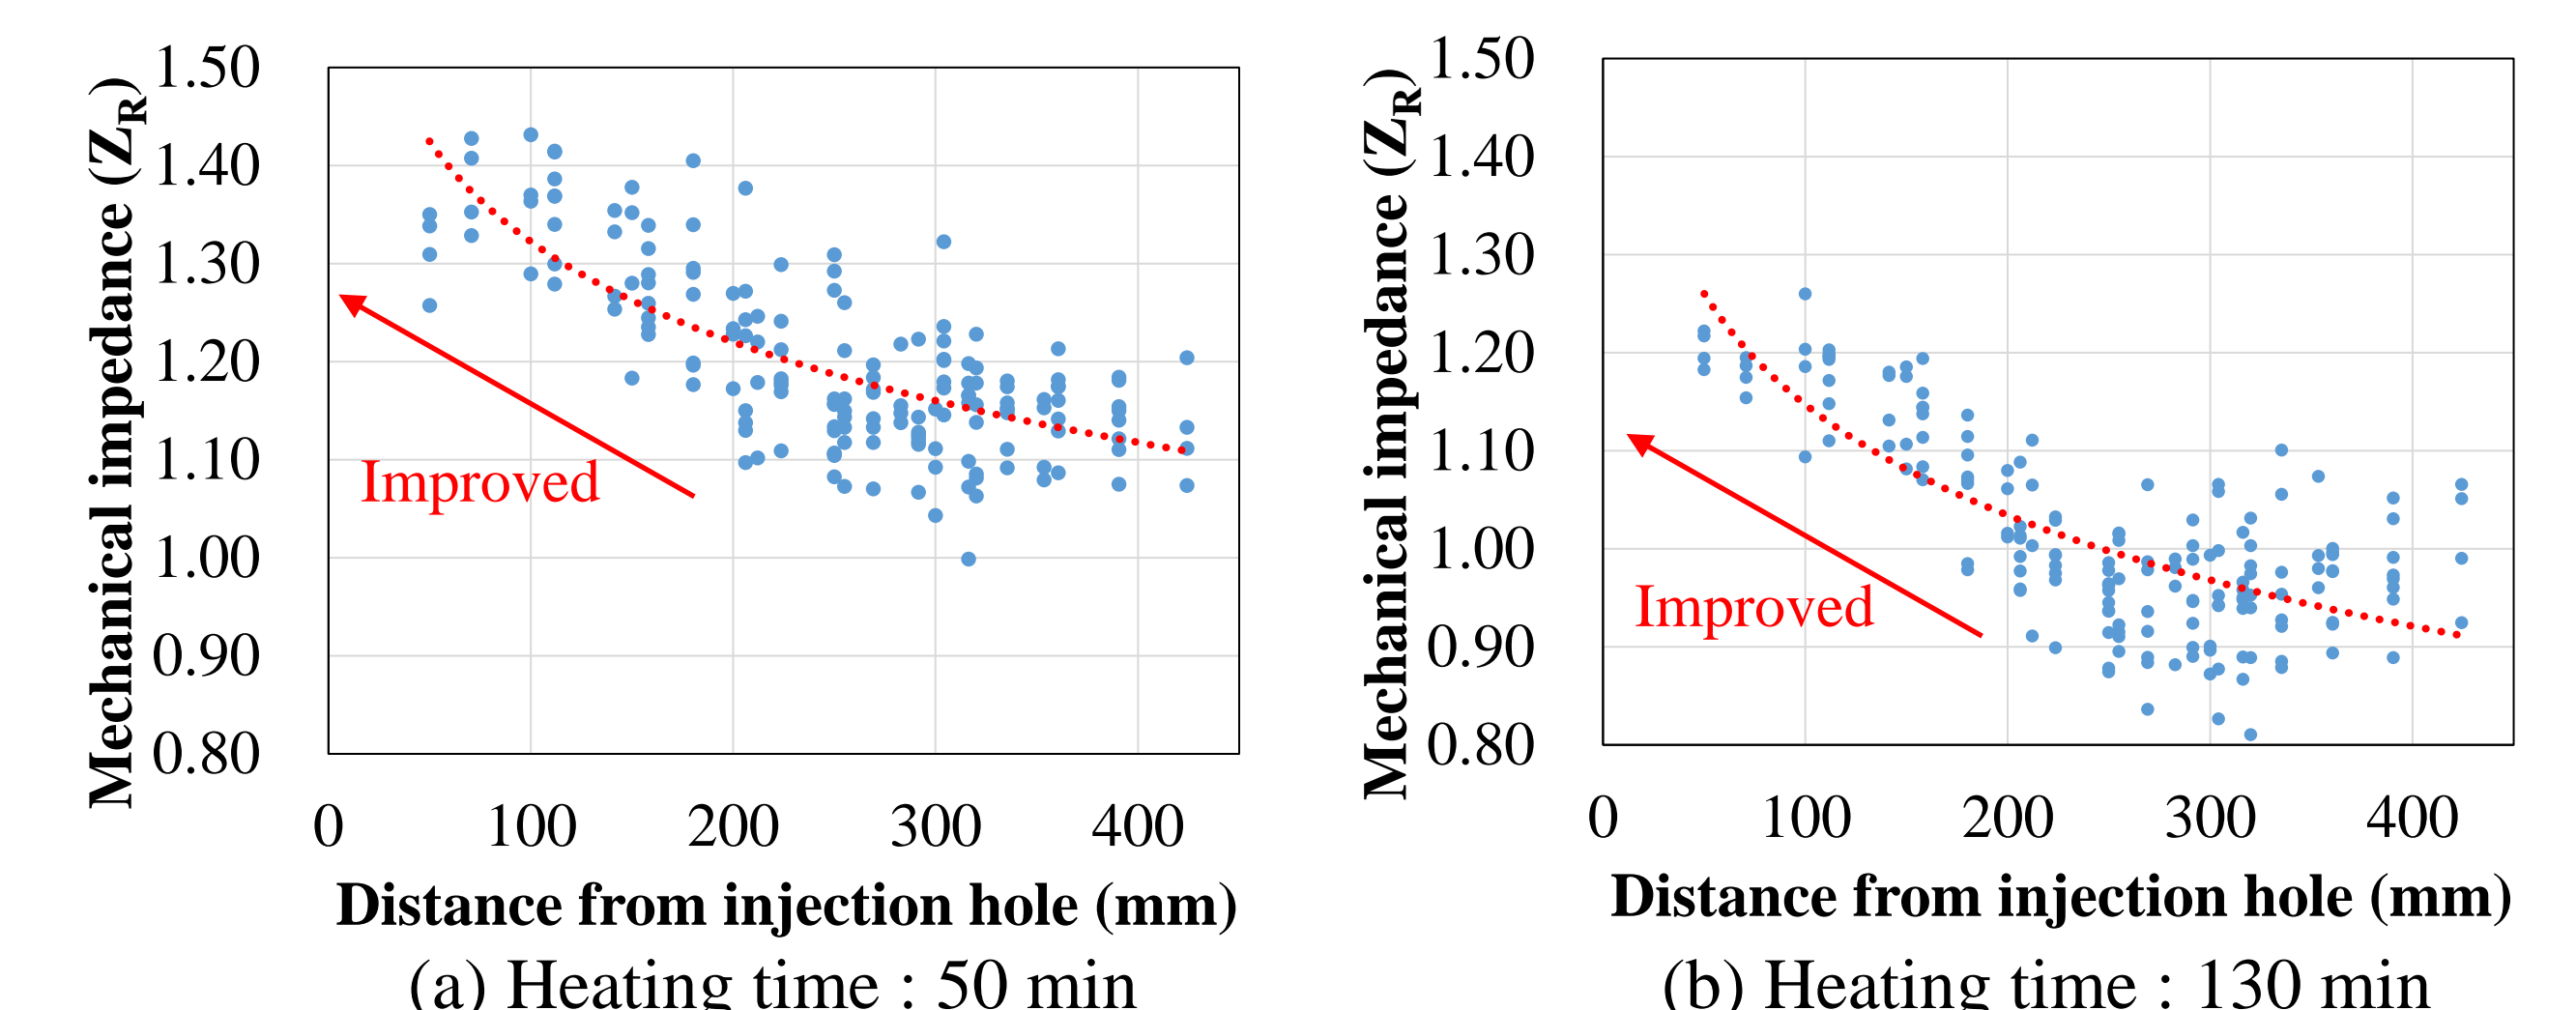 Mechanical impedance (Z_R)
1.50
1.40
1.30
1.20
1.10
1.00
0.90
0.80
Improved
0 100 200 300 400
Distance from injection hole (mm)
(a) Heating time : 50 min
Mechanical impedance (Z_R)
1.50
1.40
1.30
1.20
1.10
1.00
0.90
0.80
Improved
0 100 200 300 400
Distance from injection hole (mm)
(b) Heating time : 130 min